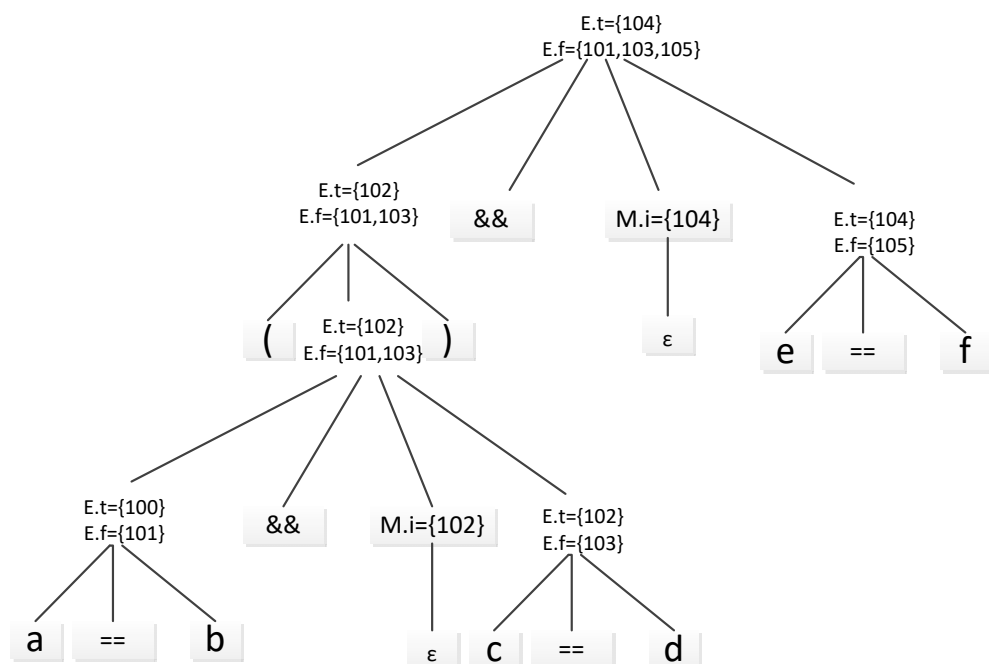 E.t={104}
E.f={101,103,105}
E.t={102}
E.f={101,103}
&&
M.i={104}
E.t={104}
E.f={105}
(
E.t={102}
E.f={101,103}
)
ε
e
==
f
E.t={100}
E.f={101}
&&
M.i={102}
E.t={102}
E.f={103}
a
==
b
ε
c
==
d